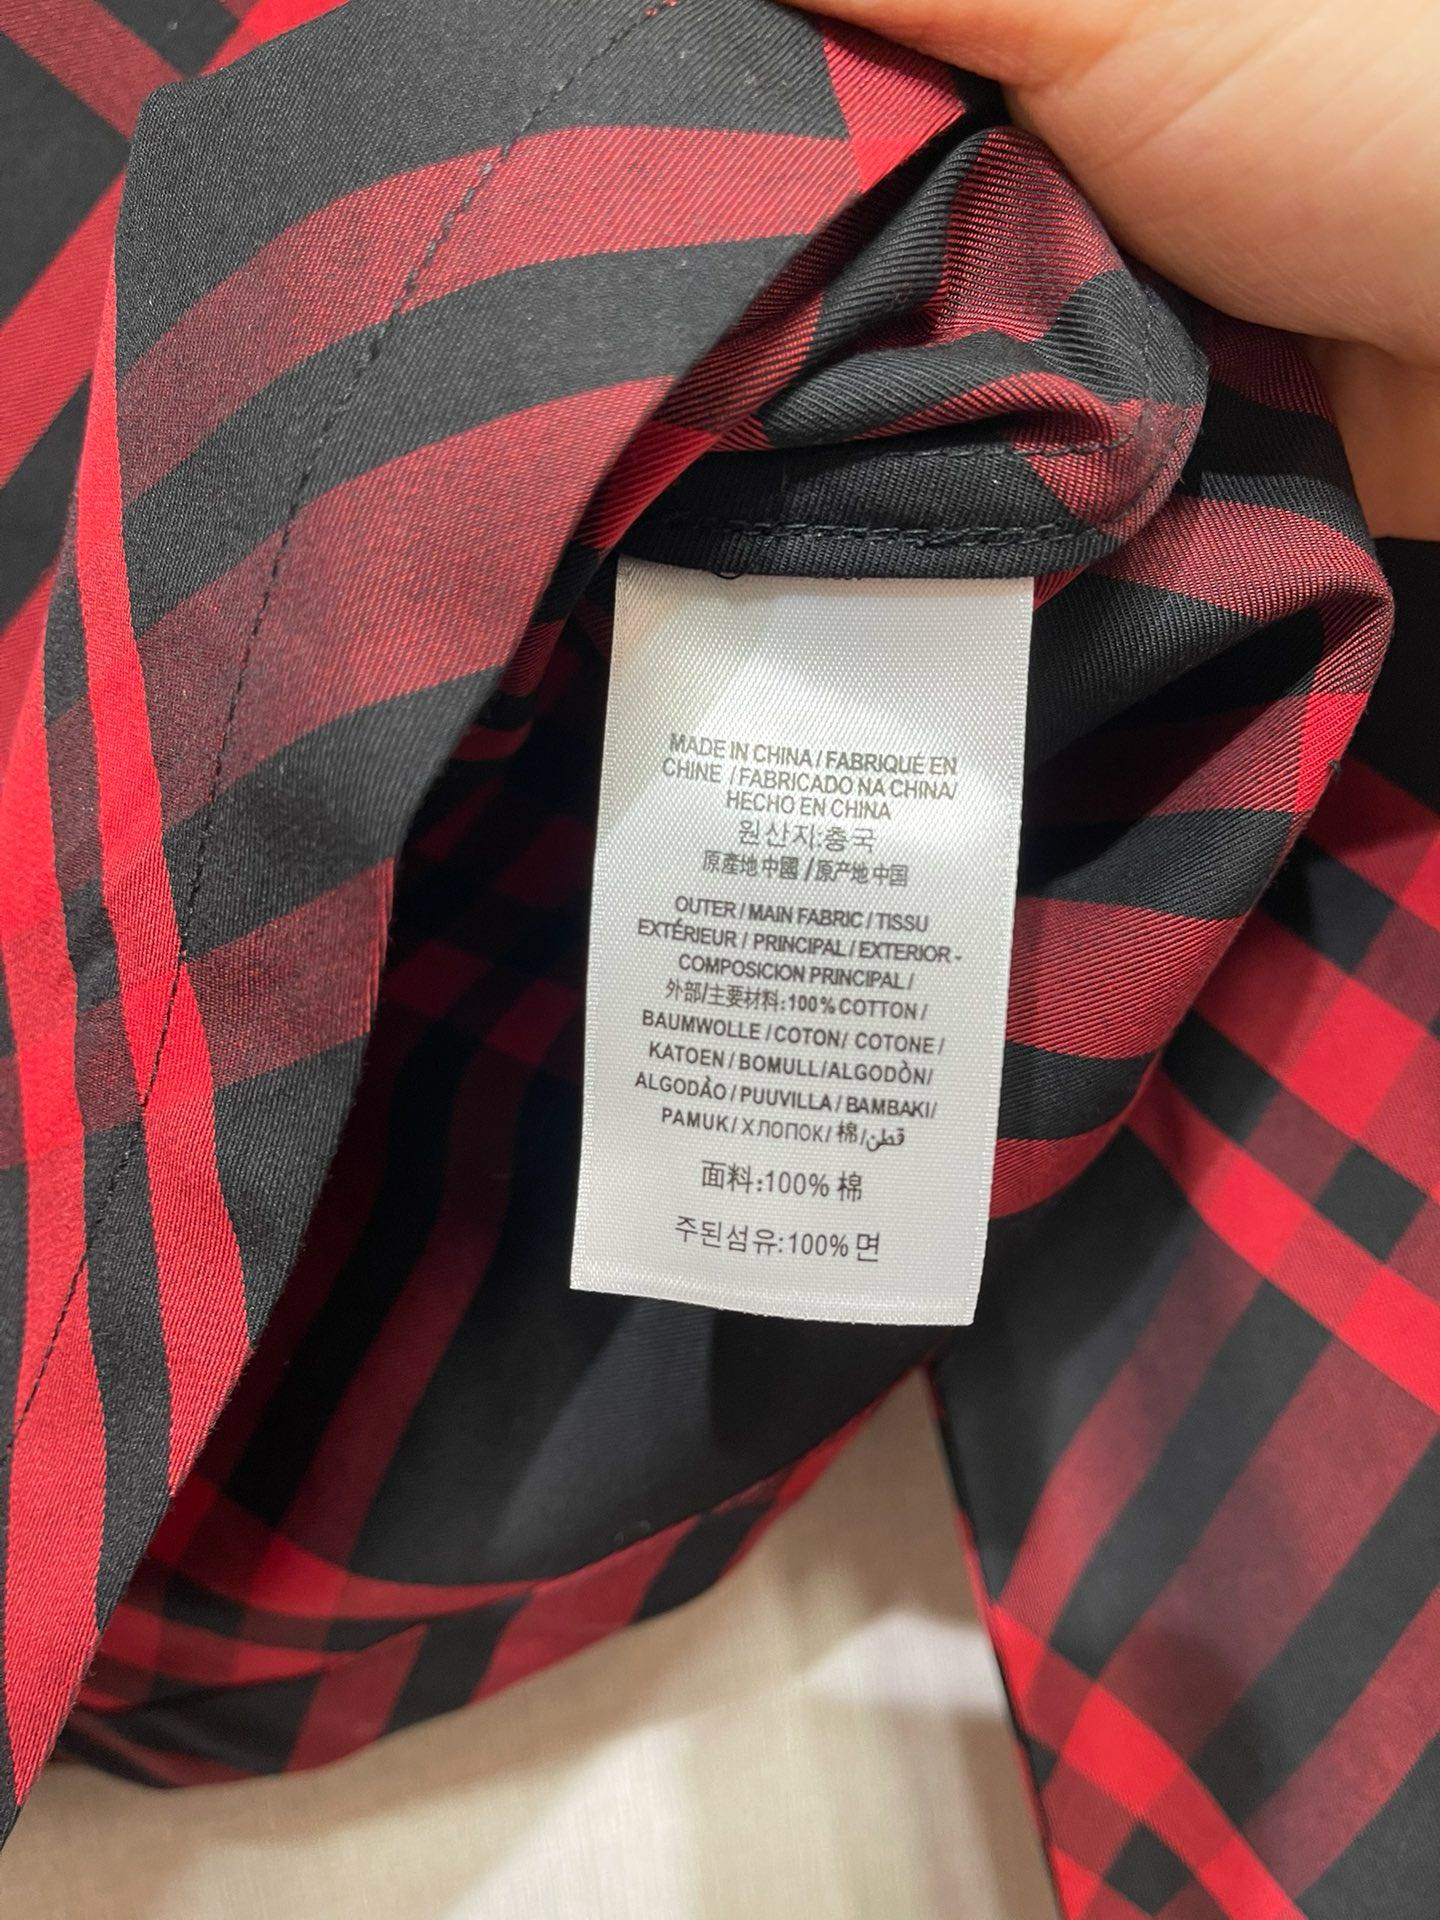 MADE IN CHINA / FABRIQUÉ EN
CHINE / FABRICADO NA CHINA/
HECHO EN CHINA
원산지:총국
原產地中國 / 原产地中国
OUTER / MAIN FABRIC / TISSU
EXTÉRIEUR / PRINCIPAL / EXTERIOR -
COMPOSICION PRINCIPAL /
外部/主要材料:100% COTTON /
BAUMWOLLE / COTON/ COTONE /
KATOEN / BOMULL/ALGODÒN/
ALGODÃO / PUUVILLA / BAMBAKI/
PAMUK/ ХЛОПОК/ 棉/قطن
面料:100% 棉
주된섬유:100% 면